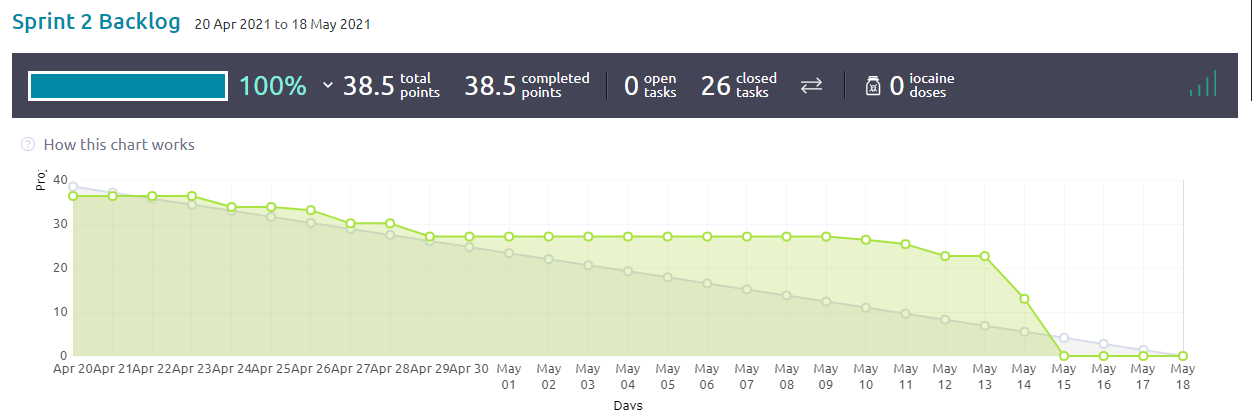 Sprint 2 Backlog 20 Apr 2021 to 18 May 2021
100% 38.5 total points 38.5 completed points 0 open tasks 26 closed tasks 0 iocaine doses
How this chart works
40
30
20
10
0
Apr 20 Apr 21 Apr 22 Apr 23 Apr 24 Apr 25 Apr 26 Apr 27 Apr 28 Apr 29 Apr 30 May 01 May 02 May 03 May 04 May 05 May 06 May 07 May 08 May 09 May 10 May 11 May 12 May 13 May 14 May 15 May 16 May 17 May 18
Days